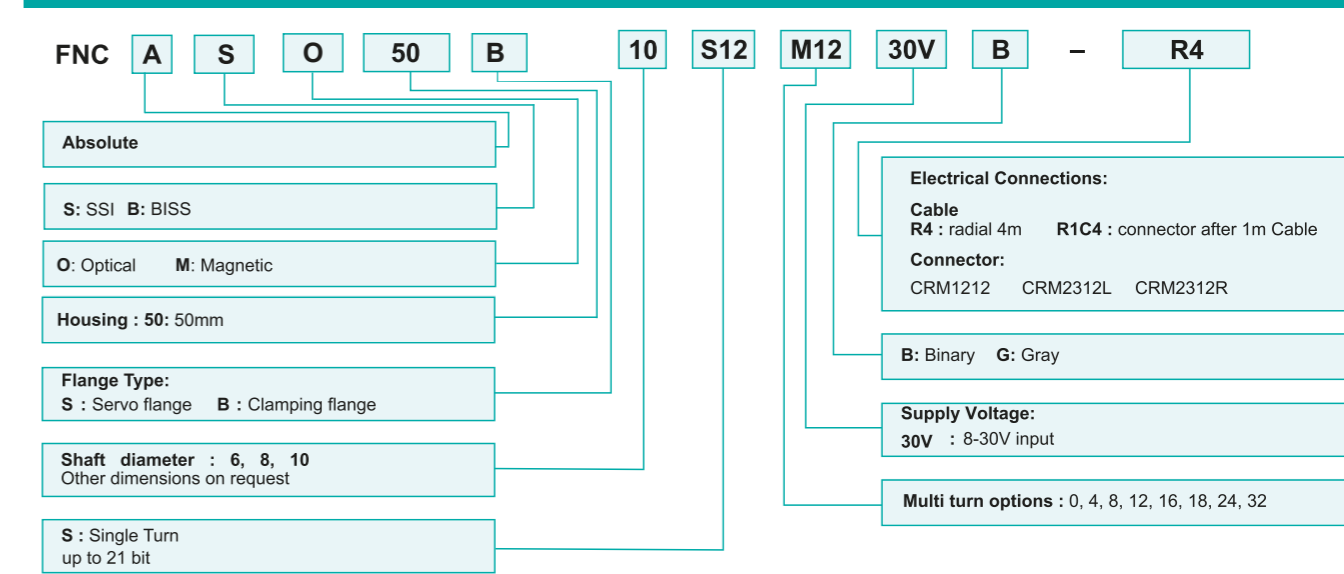 FNC A S O 50 B 10 S12 M12 30V B – R4
Absolute
S: SSI B: BISS
O: Optical M: Magnetic
Housing : 50: 50mm
Flange Type:
S : Servo flange B : Clamping flange
Shaft diameter : 6, 8, 10
Other dimensions on request
S : Single Turn
up to 21 bit
Electrical Connections:
Cable
R4 : radial 4m R1C4 : connector after 1m Cable
Connector:
CRM1212 CRM2312L CRM2312R
B: Binary G: Gray
Supply Voltage:
30V : 8-30V input
Multi turn options : 0, 4, 8, 12, 16, 18, 24, 32